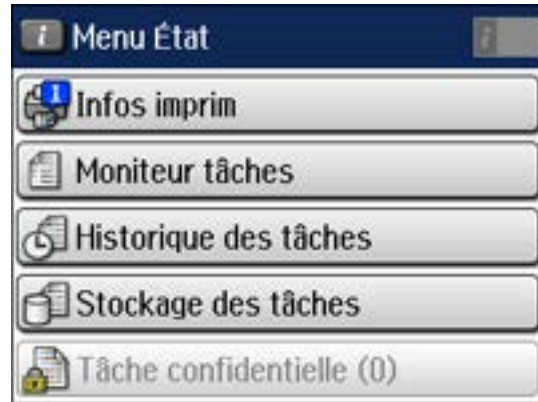 Menu État
Infos imprim
Moniteur tâches
Historique des tâches
Stockage des tâches
Tâche confidentielle (0)